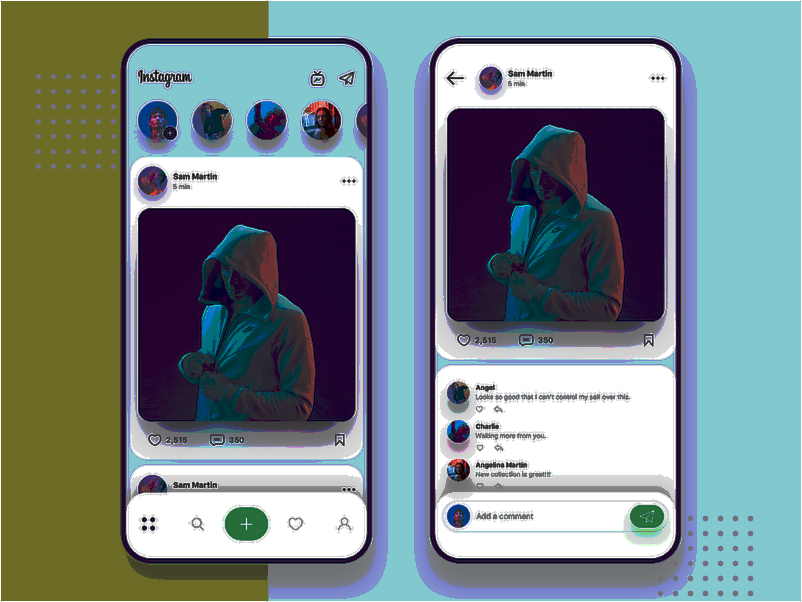 Instagram
Sam Martin
5 min
2,515
350
Sam Martin
Sam Martin
5 min
2,515
350
Angel
Looks so good that I can't control my self over this.
Charlie
Waiting more from you.
Angelina Martin
New collection is great!!!
Add a comment